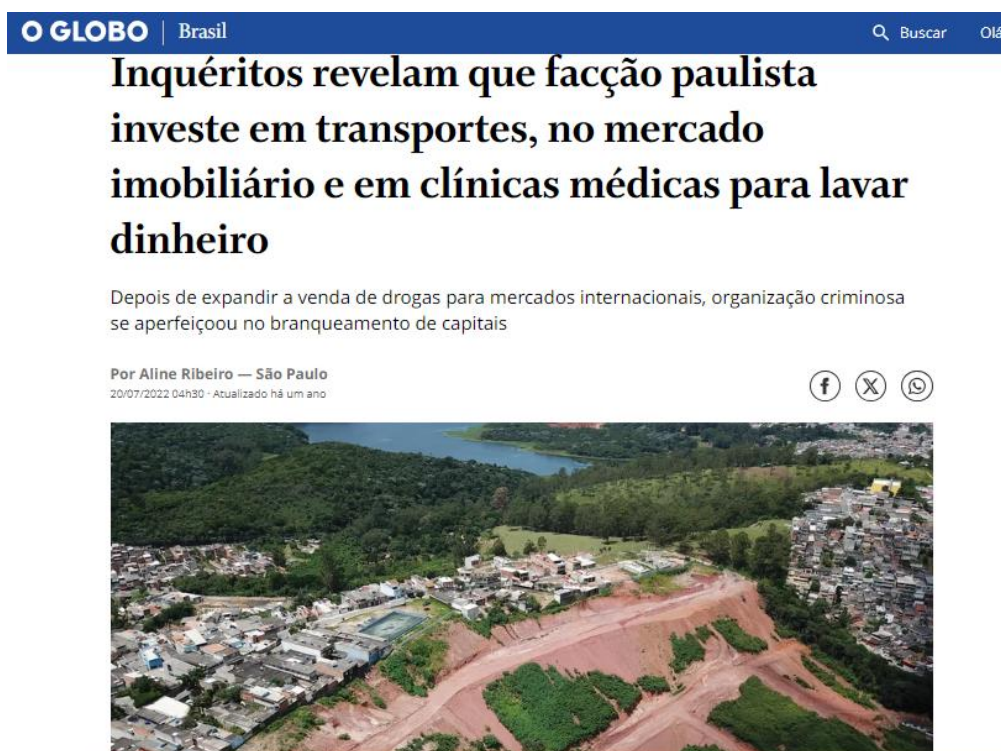 O GLOBO | Brasil
Buscar
Olá
Inquéritos revelam que facção paulista
investe em transportes, no mercado
imobiliário e em clínicas médicas para lavar
dinheiro
Depois de expandir a venda de drogas para mercados internacionais, organização criminosa
se aperfeiçoou no branqueamento de capitais
Por Aline Ribeiro — São Paulo
20/07/2022 04h30 · Atualizado há um ano